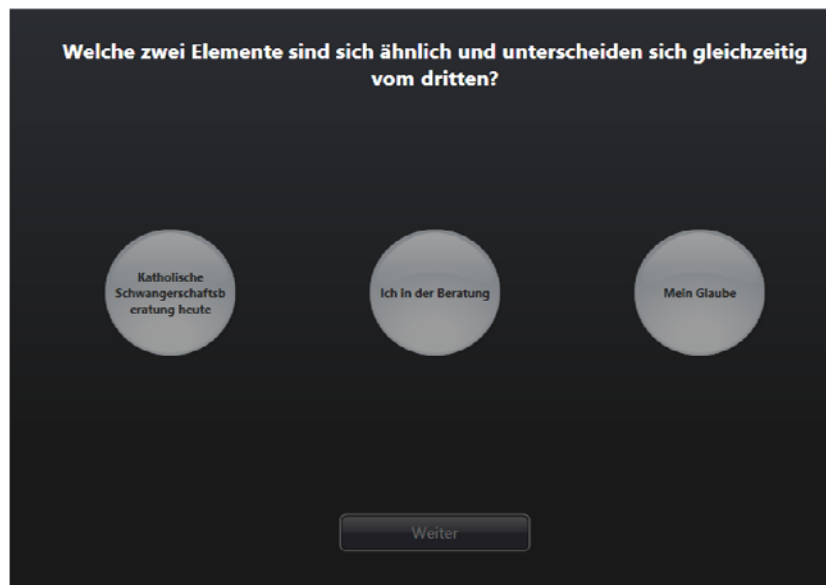 Welche zwei Elemente sind sich ähnlich und unterscheiden sich gleichzeitig
vom dritten?
Katholische
Schwangerschaftsb
eratung heute
Ich in der Beratung
Mein Glaube
Weiter